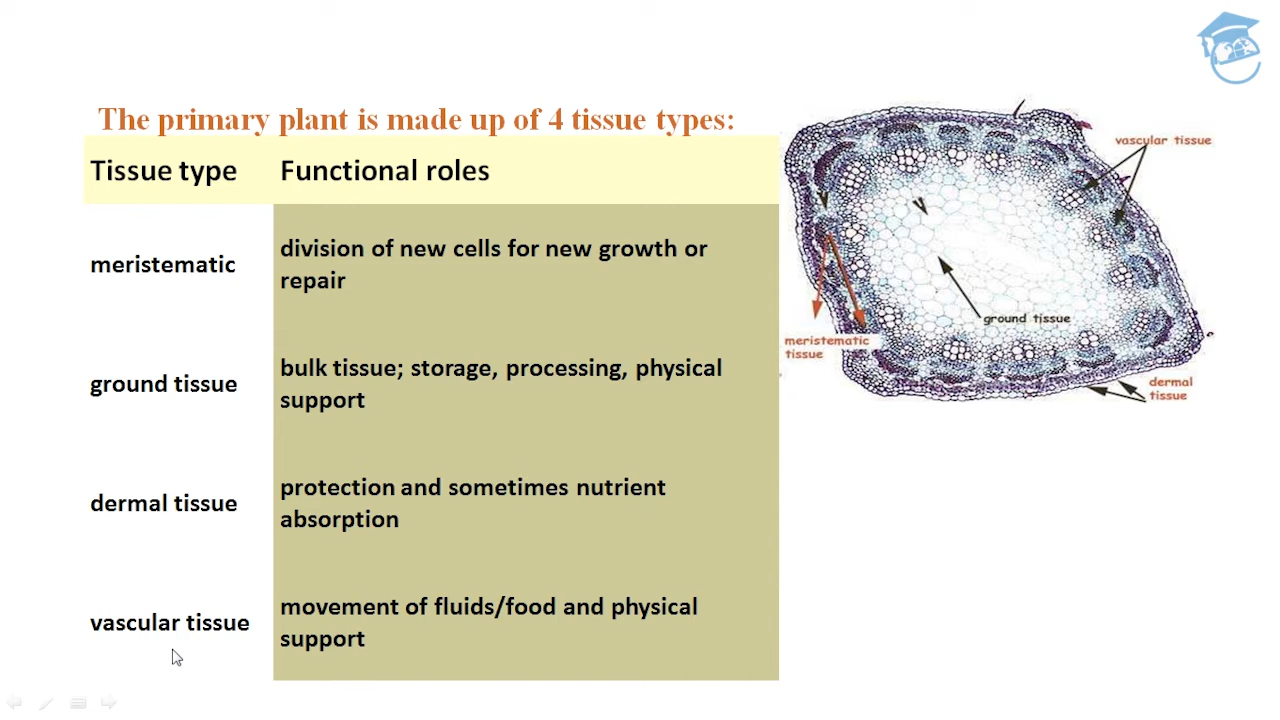 The primary plant is made up of 4 tissue types:
Tissue type Functional roles
meristematic
division of new cells for new growth or
repair
ground tissue
bulk tissue; storage, processing, physical
support
dermal tissue
protection and sometimes nutrient
absorption
vascular tissue
movement of fluids/food and physical
support
vascular tissue
ground tissue
meristematic
tissue
dermal
tissue